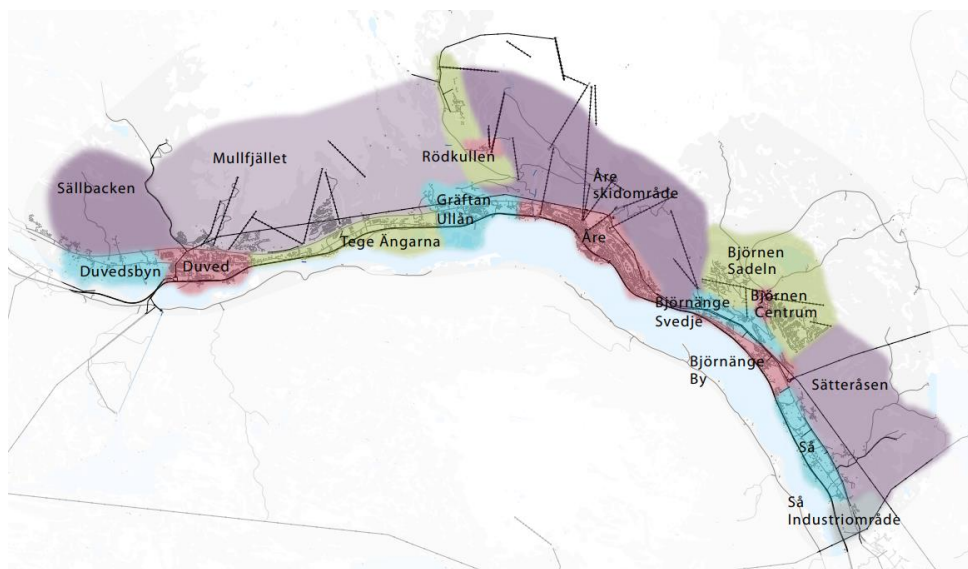 Mullfjället
Rödkullen
Sällbacken
Åre
skidområde
Gräftan
Ullån
Tege Ängarna
Åre
Duvedsbyn
Duved
Björnen
Sadeln
Björnänge
Svedje
Björnen
Centrum
Björnänge
By
Sätteråsen
Så
Så
Industriområde